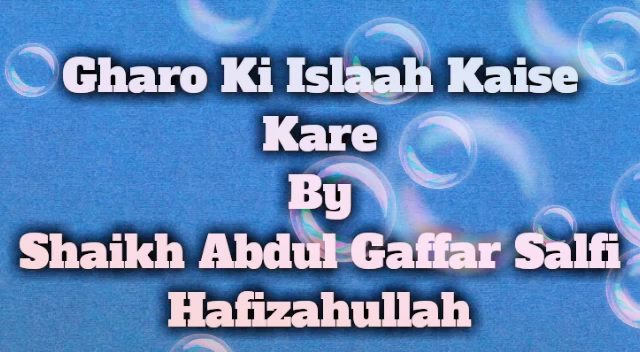 Gharo Ki Islaah Kaise
Kare
By
Shaikh Abdul Gaffar Salfi
Hafizahullah